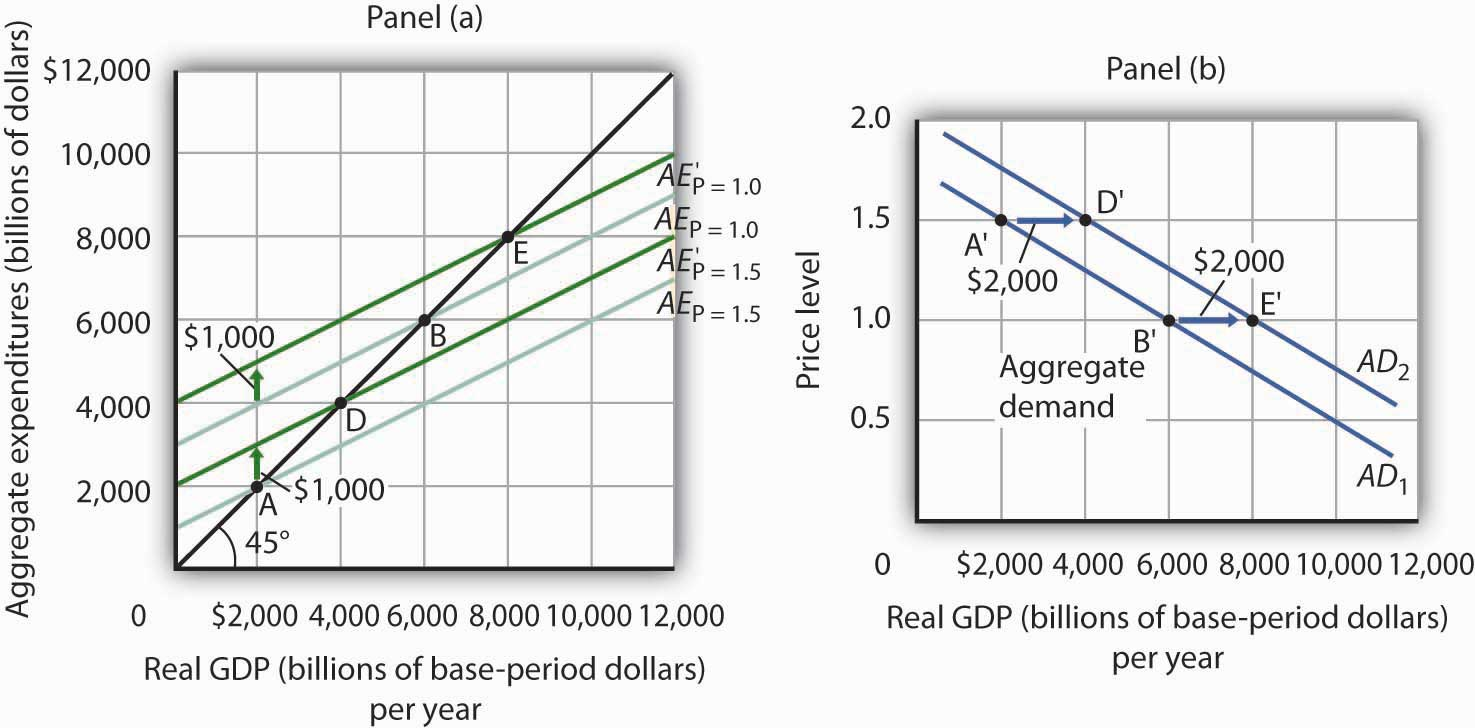 Panel (a)
Aggregate expenditures (billions of dollars)
$12,000
10,000
8,000
6,000
4,000
2,000
0
$2,000 4,000 6,000 8,000 10,000 12,000
Real GDP (billions of base-period dollars)
per year
AE'P = 1.0
AEP = 1.0
AE'P = 1.5
AEP = 1.5
E
B
D
A
$1,000
$1,000
45°
Panel (b)
Price level
2.0
1.5
1.0
0.5
0
$2,000 4,000 6,000 8,000 10,000 12,000
Real GDP (billions of base-period dollars)
per year
A'
D'
$2,000
$2,000
B'
E'
Aggregate
demand
AD2
AD1